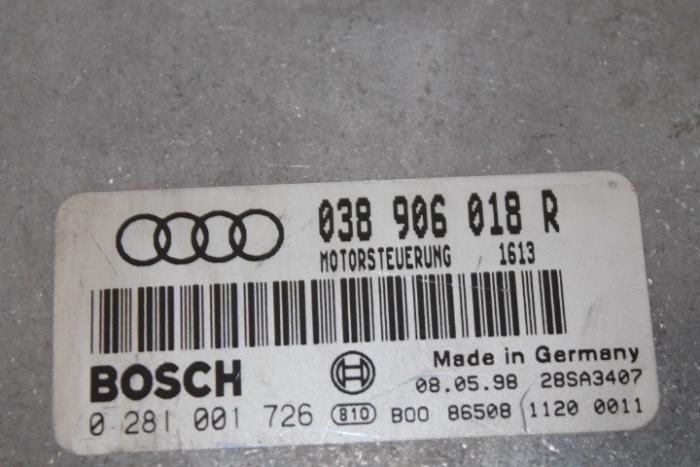 038 906 018 R
MOTORSTEUERUNG 1613
BOSCH Made in Germany
08.05.98 28SA3407
0 281 001 726 810 B00 86508 1120 0011